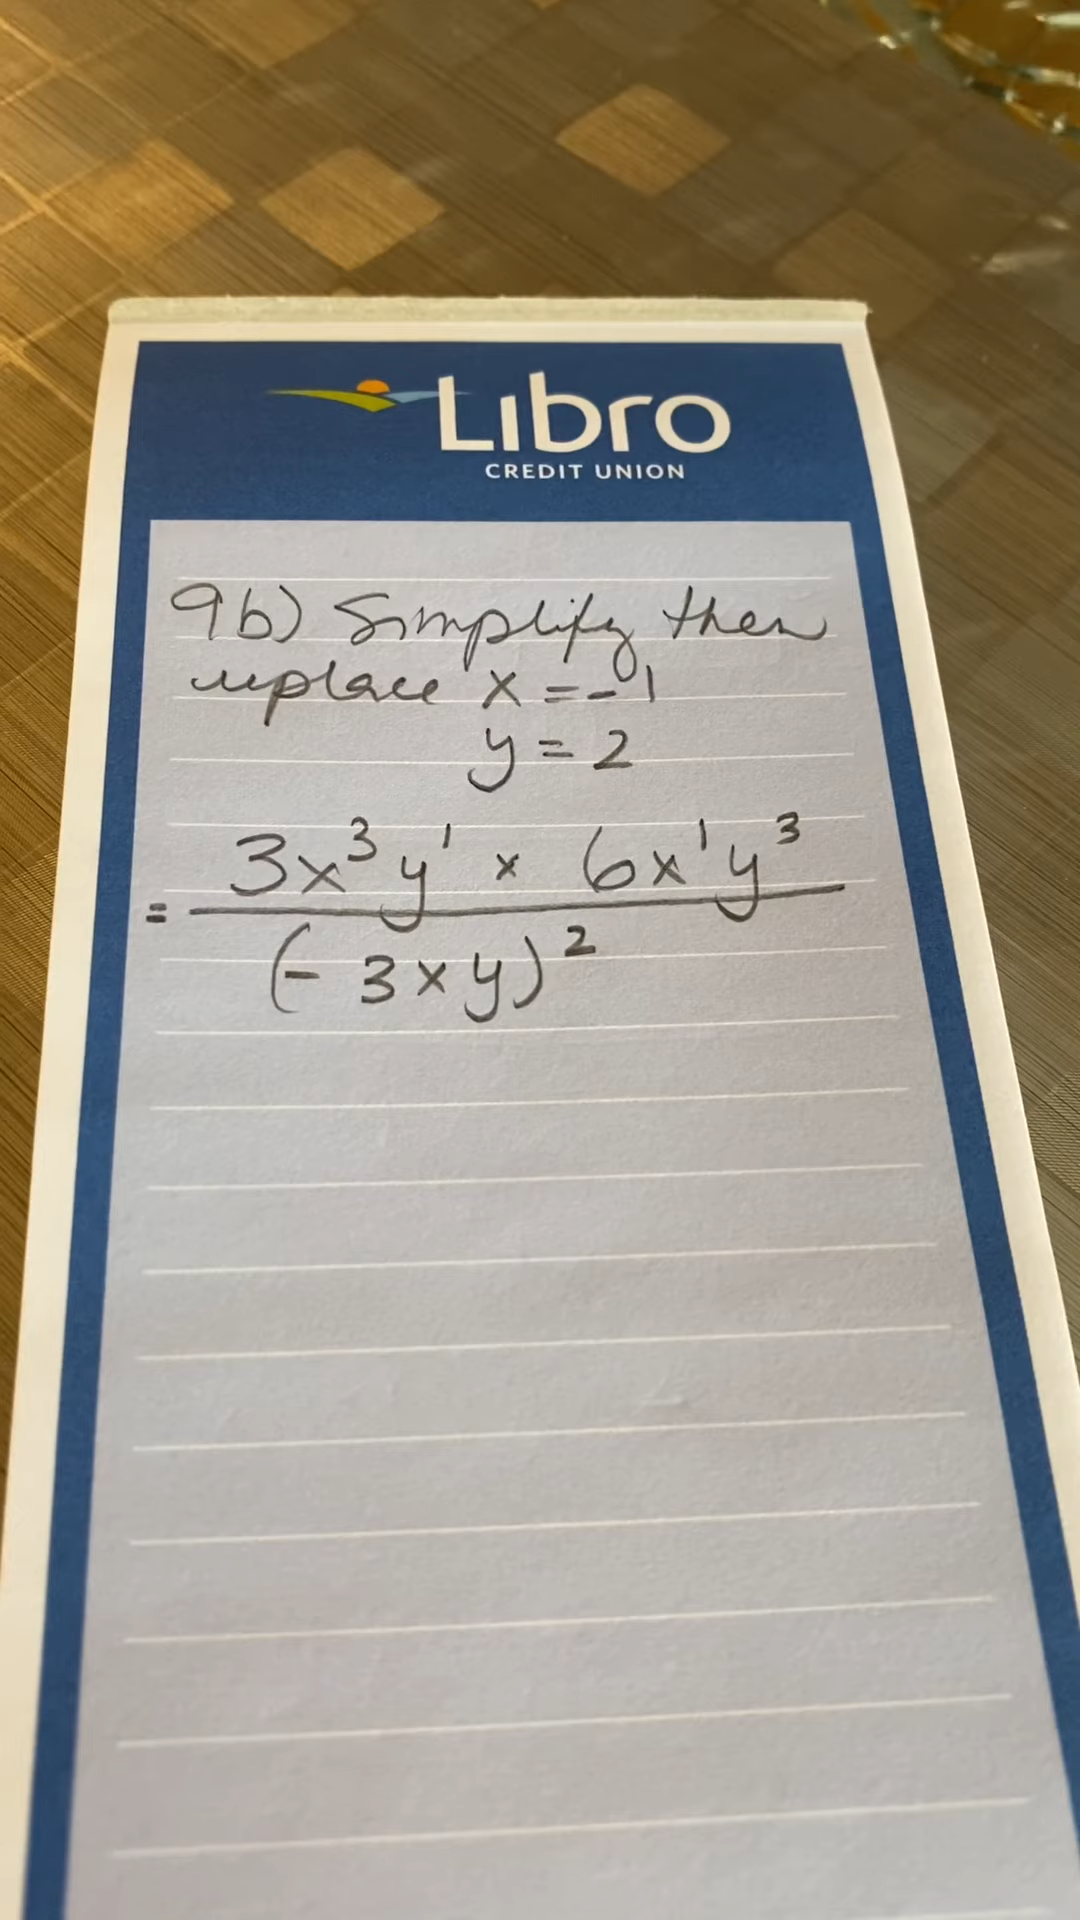 Libro
CREDIT UNION
9b) Simplify then
replace x = -1
y = 2
= 3x³y¹ × 6x¹y³
(- 3xy)²